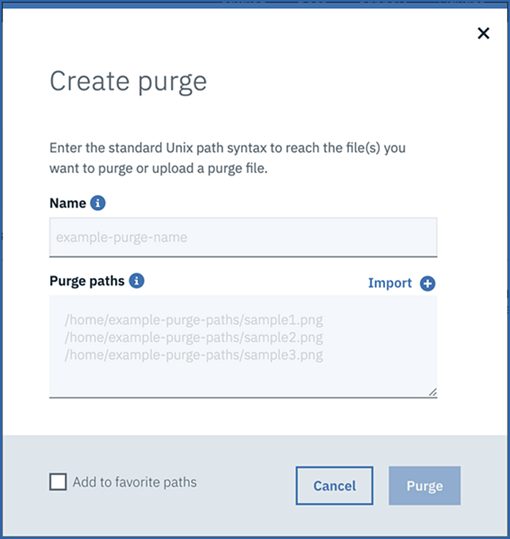 Create purge
Enter the standard Unix path syntax to reach the file(s) you
want to purge or upload a purge file.
Name
example-purge-name
Purge paths
Import
/home/example-purge-paths/sample1.png
/home/example-purge-paths/sample2.png
/home/example-purge-paths/sample3.png
Add to favorite paths
Cancel
Purge